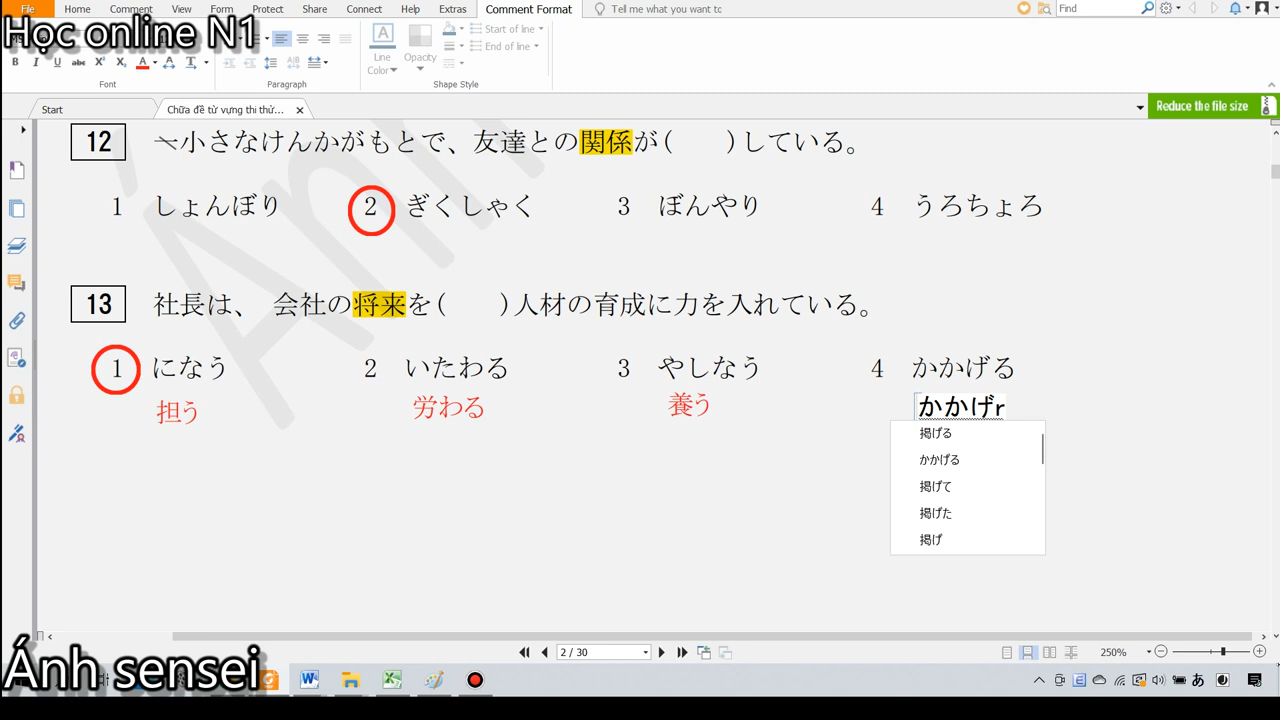 File Home Comment View Form Protect Share Connect Help Extras Comment Format Tell me what you want tc Find
Học online N1
Line Color
Opacity
Start of line
End of line
Font Paragraph Shape Style
Start Chữa đề từ vựng thi thử... Reduce the file size
12 小さなけんかがもとで、友達との関係が( )している。
1 しょんぼり 2 ぎくしゃく 3 ぼんやり 4 うろちょろ
13 社長は、 会社の将来を( )人材の育成に力を入れている。
1 になう 2 いたわる 3 やしなう 4 かかげる
担う 労わる 養う かかげr
掲げる
かかげる
掲げて
掲げた
掲げ
2 / 30 250%
Ánh sensei